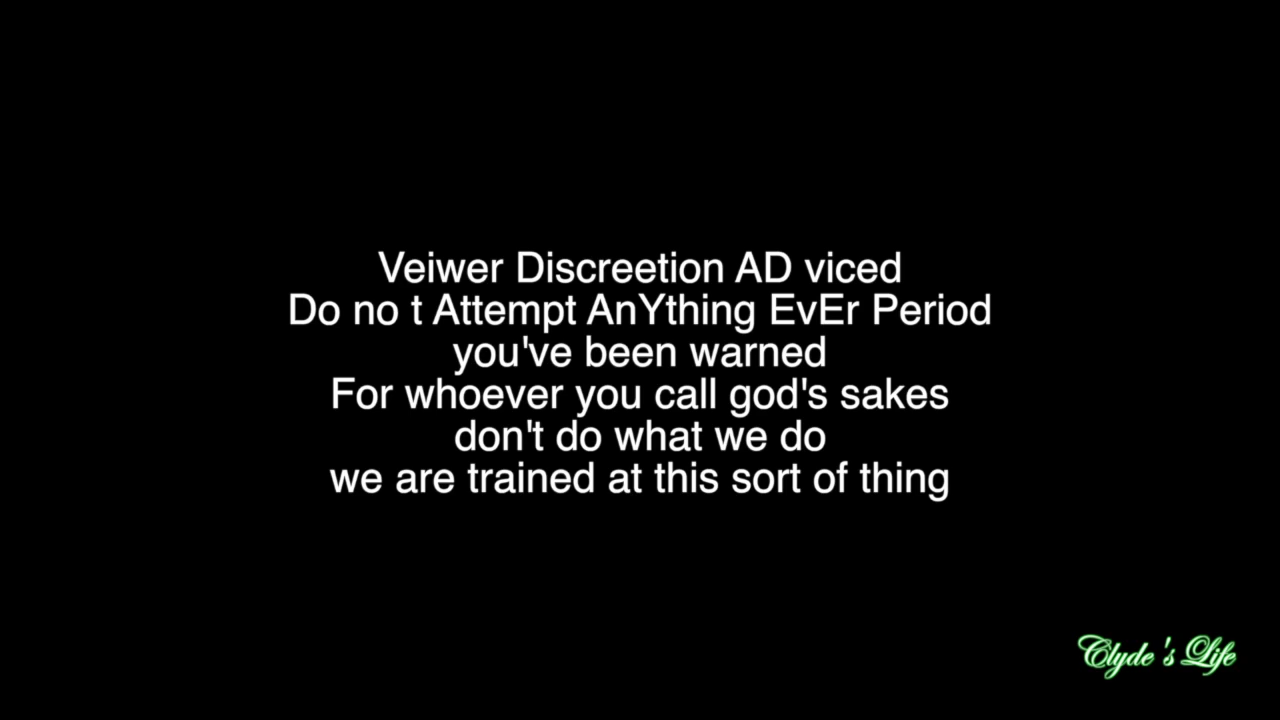 Veiwer Discreetion AD viced
Do no t Attempt AnYthing EvEr Period
you've been warned
For whoever you call god's sakes
don't do what we do
we are trained at this sort of thing
Clyde 's Life